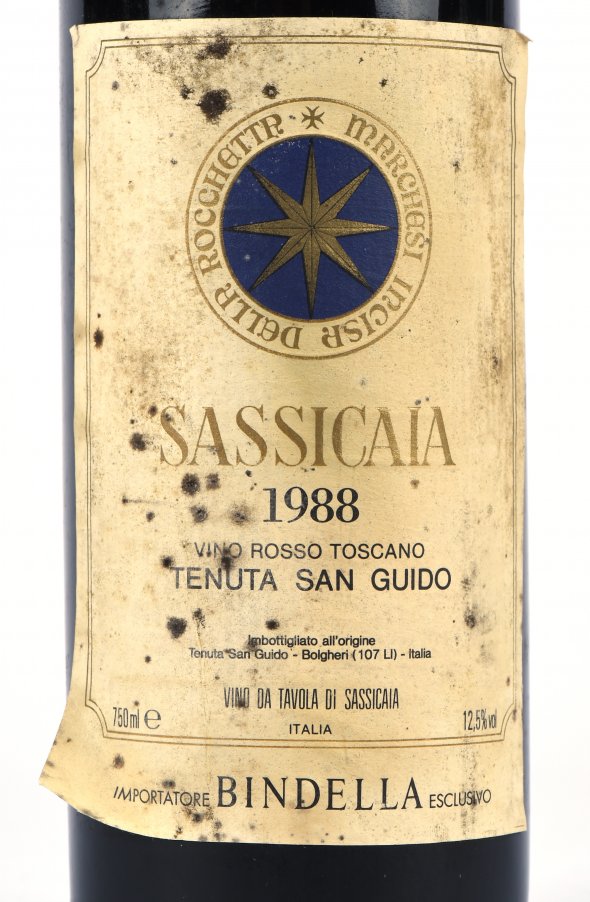 MARCHESI INCISA DELLA ROCCHETTA
SASSICAIA
1988
VINO ROSSO TOSCANO
TENUTA SAN GUIDO
Imbottigliato all'origine
Tenuta San Guido - Bolgheri (107 LI) - Italia
VINO DA TAVOLA DI SASSICAIA
750 ml e ITALIA 12,5% vol
IMPORTATORE BINDELLA ESCLUSIVO